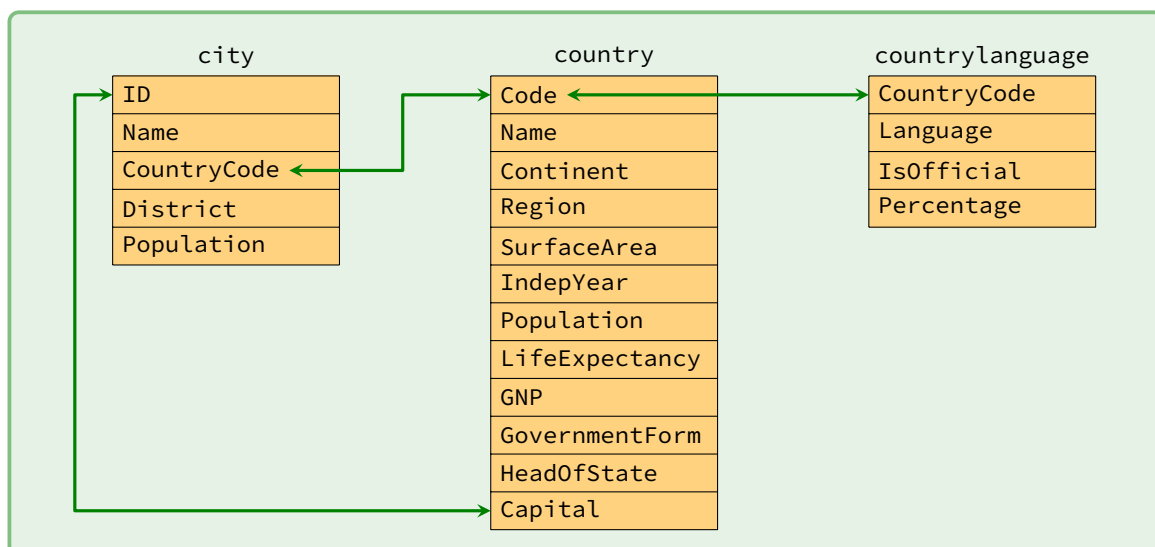 city
ID
Name
CountryCode
District
Population
country
Code
Name
Continent
Region
SurfaceArea
IndepYear
Population
LifeExpectancy
GNP
GovernmentForm
HeadOfState
Capital
countrylanguage
CountryCode
Language
IsOfficial
Percentage